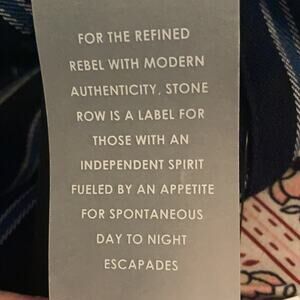 FOR THE REFINED
REBEL WITH MODERN
AUTHENTICITY, STONE
ROW IS A LABEL FOR
THOSE WITH AN
INDEPENDENT SPIRIT
FUELED BY AN APPETITE
FOR SPONTANEOUS
DAY TO NIGHT
ESCAPADES